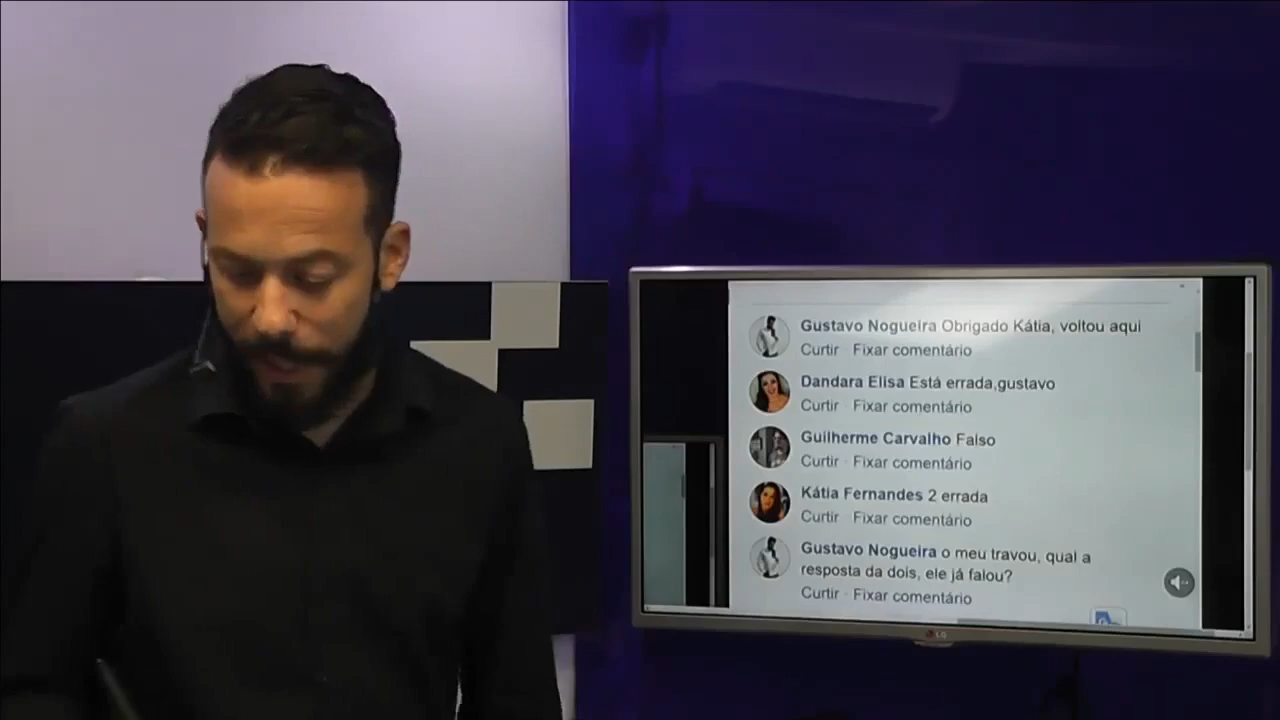 Gustavo Nogueira Obrigado Kátia, voltou aqui
Curtir · Fixar comentário
Dandara Elisa Está errada,gustavo
Curtir · Fixar comentário
Guilherme Carvalho Falso
Curtir · Fixar comentário
Kátia Fernandes 2 errada
Curtir · Fixar comentário
Gustavo Nogueira o meu travou, qual a
resposta da dois, ele já falou?
Curtir · Fixar comentário
LG